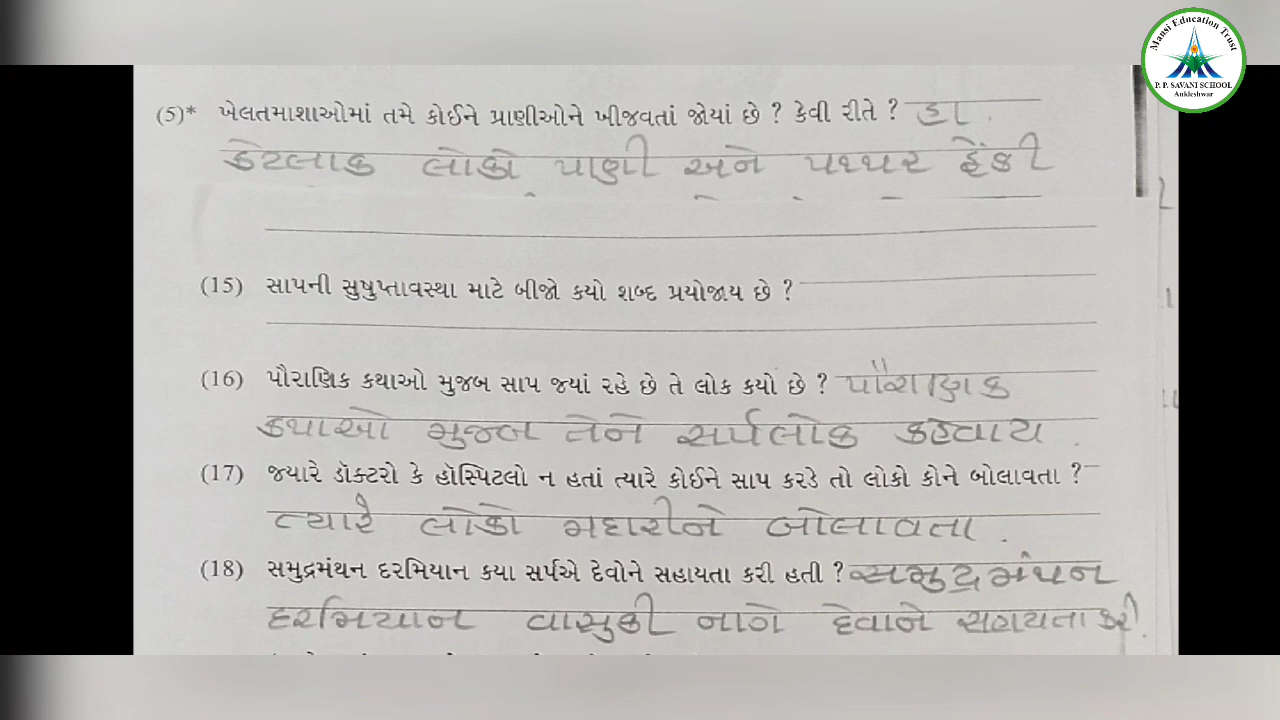 Mansi Education Trust
P. P. SAVANI SCHOOL
Ankleshwar
(5)* ખેલતમાશાઓમાં તમે કોઈને પ્રાણીઓને ખીજવતાં જોયાં છે ? કેવી રીતે ? હા .
કેટલાક લોકો પાણી અને પથ્થર ફેંકી
(15) સાપની સુષુપ્તાવસ્થા માટે બીજો કયો શબ્દ પ્રયોજાય છે ?
(16) પૌરાણિક કથાઓ મુજબ સાપ જ્યાં રહે છે તે લોક કયો છે ? પૌરાણિક
કથાઓ મુજબ તેને સર્પલોક કહેવાય .
(17) જ્યારે ડૉક્ટરો કે હૉસ્પિટલો ન હતાં ત્યારે કોઈને સાપ કરડે તો લોકો કોને બોલાવતા ?
ત્યારે લોકો મદારીને બોલાવતા .
(18) સમુદ્રમંથન દરમિયાન કયા સર્પએ દેવોને સહાયતા કરી હતી ? સમુદ્રમંથન
દરમિયાન વાસુકી નાગે દેવોને સહાયતા કરી.